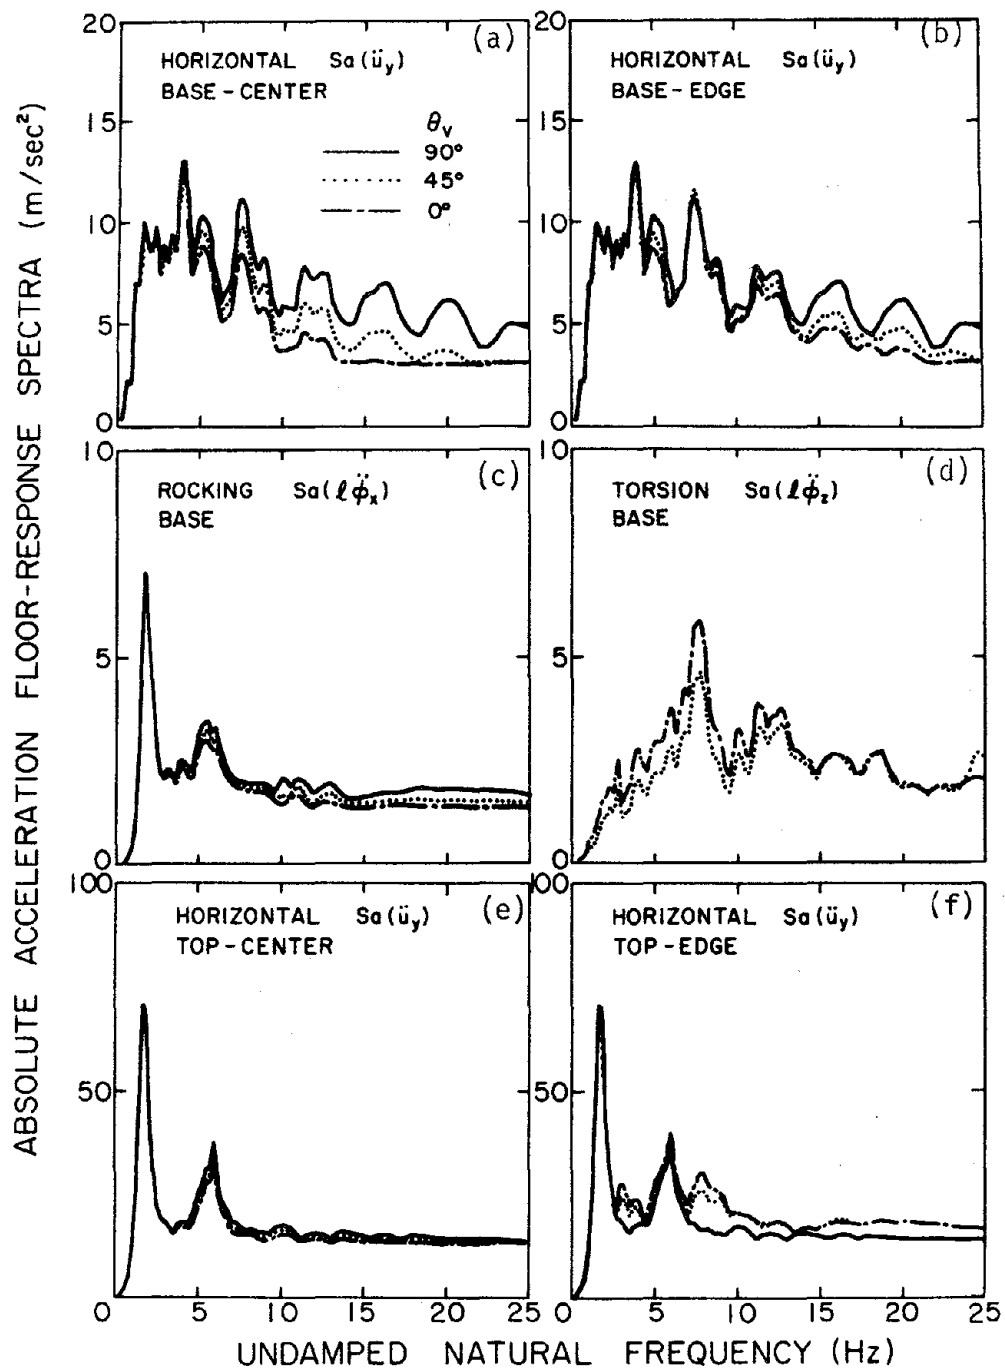 ABSOLUTE ACCELERATION FLOOR-RESPONSE SPECTRA (m/sec²)
20
15
10
5
0
(a)
HORIZONTAL Sa(üy)
BASE-CENTER
θv
90°
45°
0°
20
15
10
5
0
(b)
HORIZONTAL Sa(üy)
BASE-EDGE
10
5
0
(c)
ROCKING Sa(ℓφ̈x)
BASE
10
5
0
(d)
TORSION Sa(ℓφ̈z)
BASE
100
50
0
(e)
HORIZONTAL Sa(üy)
TOP-CENTER
5 10 15 20 25
100
50
0
(f)
HORIZONTAL Sa(üy)
TOP-EDGE
5 10 15 20 25
UNDAMPED NATURAL FREQUENCY (Hz)